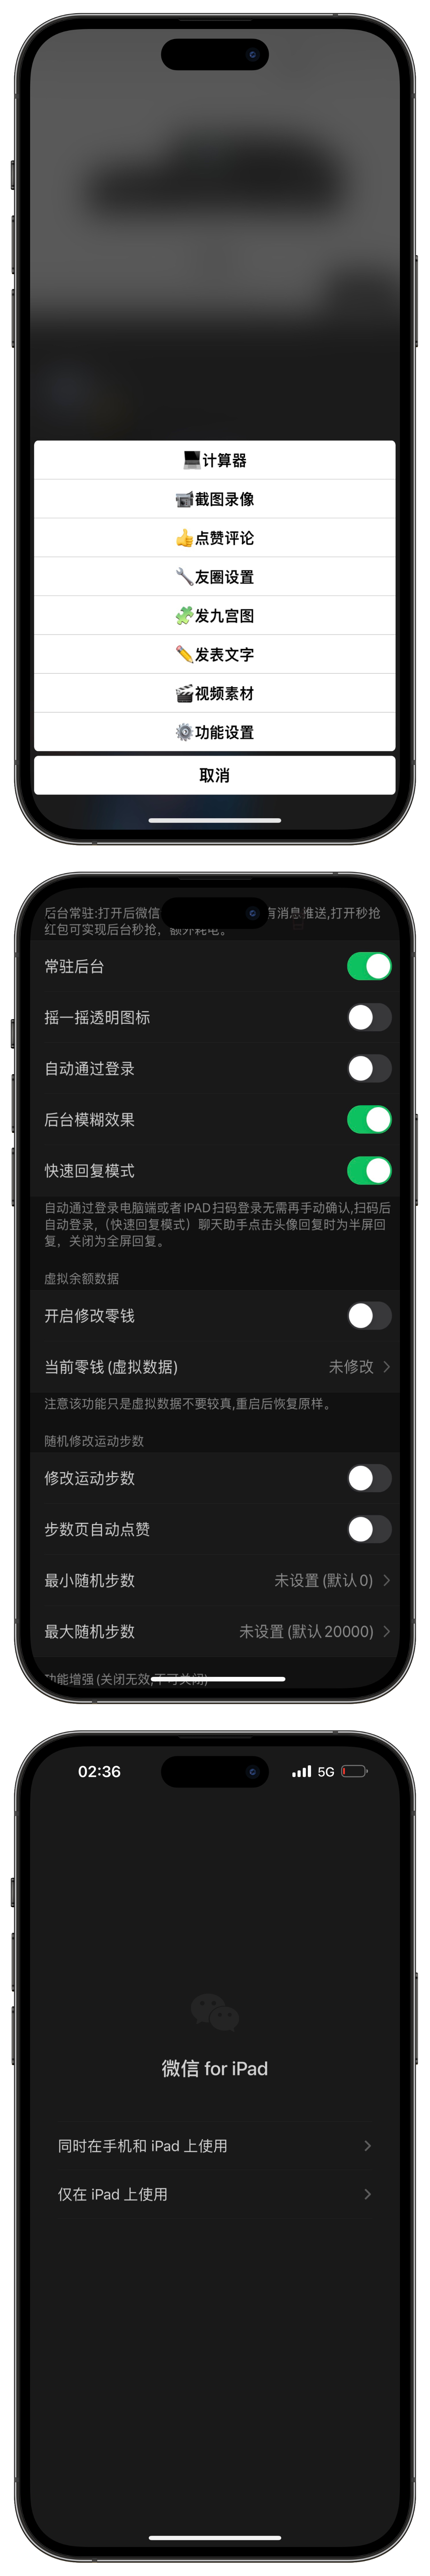 计算器
截图录像
点赞评论
友圈设置
发九宫图
发表文字
视频素材
功能设置
取消
后台常驻:打开后微信 有消息推送,打开秒抢
红包可实现后台秒抢，额外耗电。
常驻后台
摇一摇透明图标
自动通过登录
后台模糊效果
快速回复模式
自动通过登录电脑端或者IPAD扫码登录无需再手动确认,扫码后
自动登录,（快速回复模式）聊天助手点击头像回复时为半屏回
复，关闭为全屏回复。
虚拟余额数据
开启修改零钱
当前零钱(虚拟数据) 未修改
注意该功能只是虚拟数据不要较真,重启后恢复原样。
随机修改运动步数
修改运动步数
步数页自动点赞
最小随机步数 未设置(默认0)
最大随机步数 未设置(默认20000)
功能增强(关闭无效,不可关闭)
02:36 5G
微信 for iPad
同时在手机和 iPad 上使用
仅在 iPad 上使用